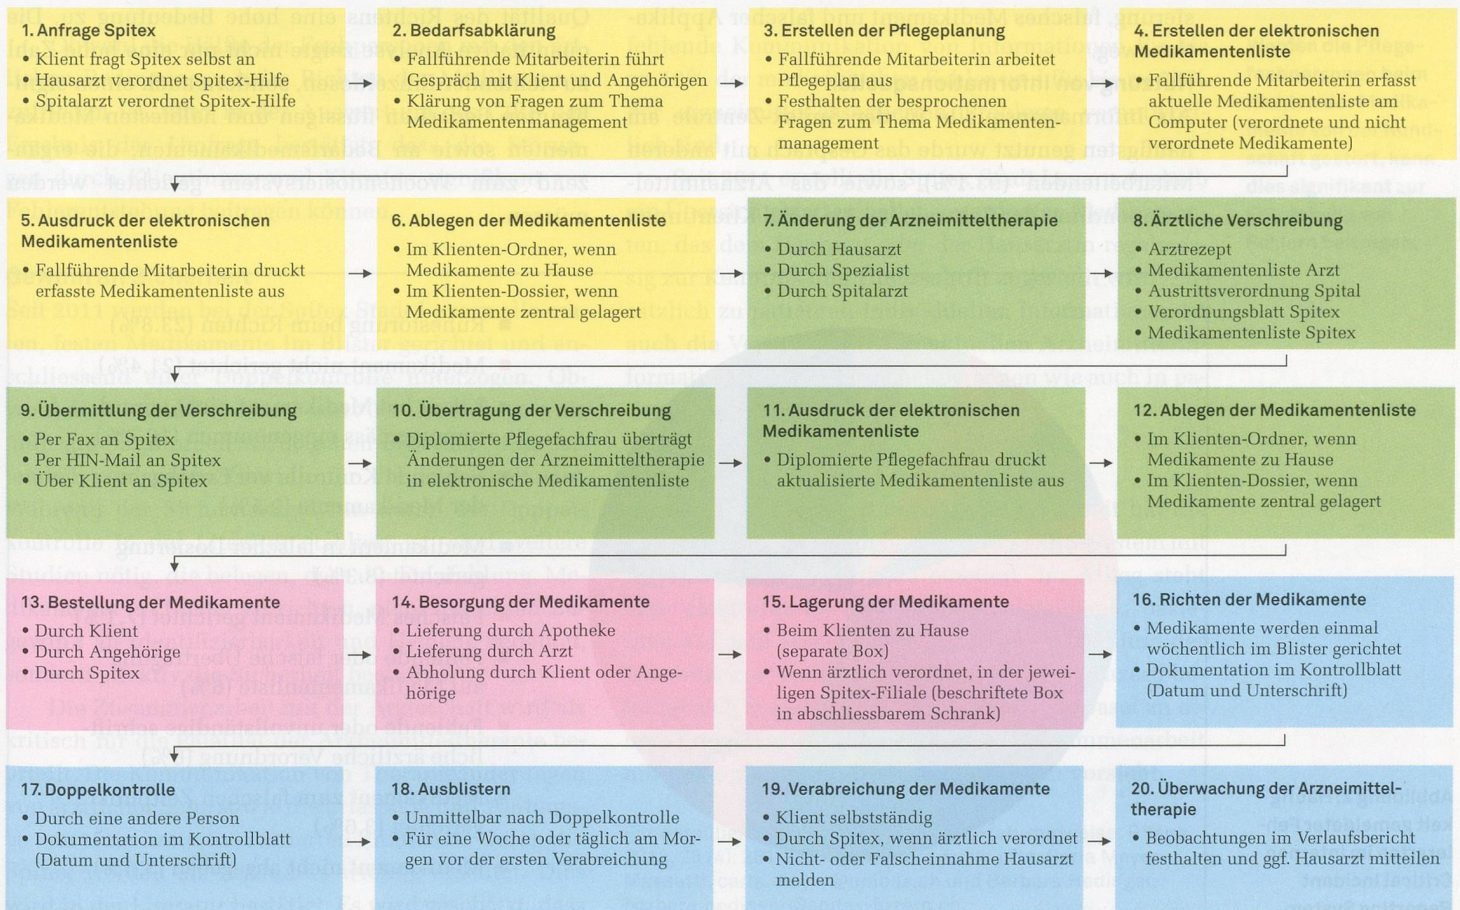 1. Anfrage Spitex
• Klient fragt Spitex selbst an
• Hausarzt verordnet Spitex-Hilfe
• Spitalarzt verordnet Spitex-Hilfe
2. Bedarfsabklärung
• Fallführende Mitarbeiterin führt
Gespräch mit Klient und Angehörigen
• Klärung von Fragen zum Thema
Medikamentenmanagement
3. Erstellen der Pflegeplanung
• Fallführende Mitarbeiterin arbeitet
Pflegeplan aus
• Festhalten der besprochenen
Fragen zum Thema Medikamen-
management
4. Erstellen der elektronischen
Medikamentenliste
• Fallführende Mitarbeiterin erfasst
aktuelle Medikamentenliste am
Computer (verordnete und nicht
verordnete Medikamente)
5. Ausdruck der elektronischen
Medikamentenliste
• Fallführende Mitarbeiterin druckt
erfasste Medikamentenliste aus
6. Ablegen der Medikamentenliste
• Im Klienten-Ordner, wenn
Medikamente zu Hause
• Im Klienten-Dossier, wenn
Medikamente zentral gelagert
7. Änderung der Arzneimitteltherapie
• Durch Hausarzt
• Durch Spezialist
• Durch Spitalarzt
8. Ärztliche Verschreibung
• Arztrezept
• Medikamentenliste Arzt
• Austrittsverordnung Spital
• Verordnungsblatt Spitex
• Medikamentenliste Spitex
9. Übermittlung der Verschreibung
• Per Fax an Spitex
• Per HIN-Mail an Spitex
• Über Klient an Spitex
10. Übertragung der Verschreibung
• Diplomierte Pflegefachfrau überträgt
Änderungen der Arzneimitteltherapie
in elektronische Medikamentenliste
11. Ausdruck der elektronischen
Medikamentenliste
• Diplomierte Pflegefachfrau druckt
aktualisierte Medikamentenliste aus
12. Ablegen der Medikamentenliste
• Im Klienten-Ordner, wenn
Medikamente zu Hause
• Im Klienten-Dossier, wenn
Medikamente zentral gelagert
13. Bestellung der Medikamente
• Durch Klient
• Durch Angehörige
• Durch Spitex
14. Besorgung der Medikamente
• Lieferung durch Apotheke
• Lieferung durch Arzt
• Abholung durch Klient oder Ange-
hörige
15. Lagerung der Medikamente
• Beim Klienten zu Hause
(separate Box)
• Wenn ärztlich verordnet, in der jewei-
ligen Spitex-Filiale (beschriftete Box
in abschliessbarem Schrank)
16. Richten der Medikamente
• Medikamente werden einmal
wöchentlich im Blister gerichtet
• Dokumentation im Kontrollblatt
(Datum und Unterschrift)
17. Doppelkontrolle
• Durch eine andere Person
• Dokumentation im Kontrollblatt
(Datum und Unterschrift)
18. Ausblistern
• Unmittelbar nach Doppelkontrolle
• Für eine Woche oder täglich am Mor-
gen vor der ersten Verabreichung
19. Verabreichung der Medikamente
• Klient selbstständig
• Durch Spitex, wenn ärztlich verordnet
• Nicht- oder Falscheinnahme Hausarzt
melden
20. Überwachung der Arzneimittel-
therapie
• Beobachtungen im Verlaufsbericht
festhalten und ggf. Hausarzt mitteilen